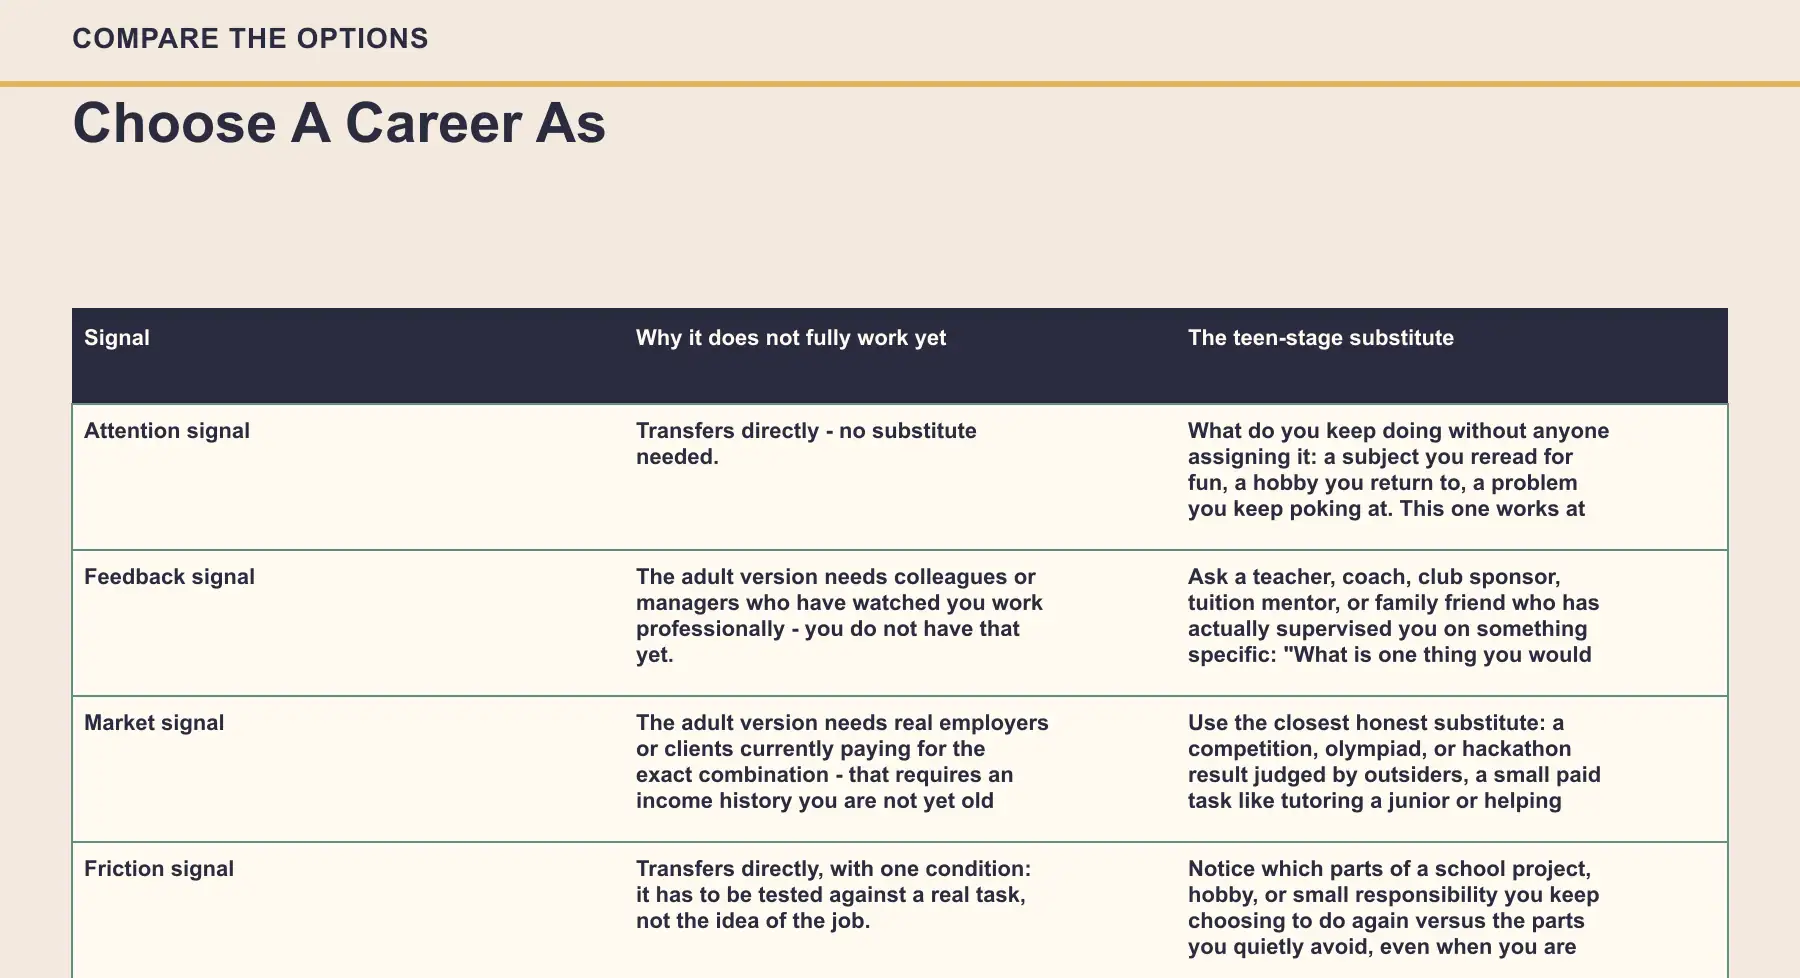 COMPARE THE OPTIONS
Choose A Career As
Signal
Why it does not fully work yet
The teen-stage substitute
Attention signal
Transfers directly - no substitute
needed.
What do you keep doing without anyone
assigning it: a subject you reread for
fun, a hobby you return to, a problem
you keep poking at. This one works at
Feedback signal
The adult version needs colleagues or
managers who have watched you work
professionally - you do not have that
yet.
Ask a teacher, coach, club sponsor,
tuition mentor, or family friend who has
actually supervised you on something
specific: "What is one thing you would
Market signal
The adult version needs real employers
or clients currently paying for the
exact combination - that requires an
income history you are not yet old
Use the closest honest substitute: a
competition, olympiad, or hackathon
result judged by outsiders, a small paid
task like tutoring a junior or helping
Friction signal
Transfers directly, with one condition:
it has to be tested against a real task,
not the idea of the job.
Notice which parts of a school project,
hobby, or small responsibility you keep
choosing to do again versus the parts
you quietly avoid, even when you are